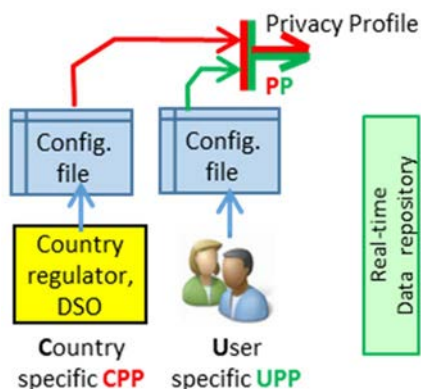 Privacy Profile
PP
Config.
file
Config.
file
Country
regulator,
DSO
Real-time
Data repository
Country
specific CPP
User
specific UPP